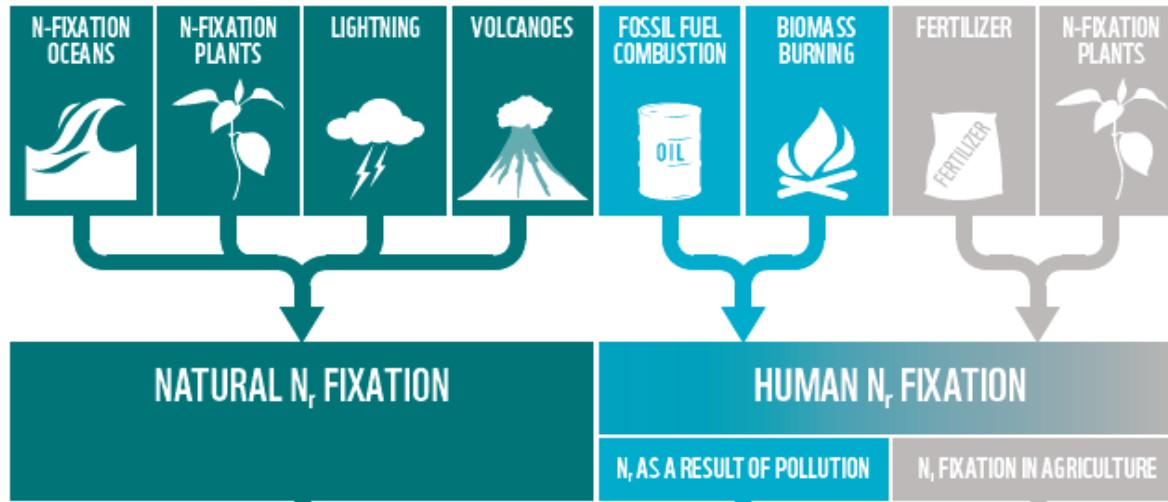 N-FIXATION
OCEANS
N-FIXATION
PLANTS
LIGHTNING
VOLCANOES
FOSSIL FUEL
COMBUSTION
BIOMASS
BURNING
FERTILIZER
N-FIXATION
PLANTS
OIL
FERTILIZER
NATURAL Nr FIXATION
HUMAN Nr FIXATION
Nr AS A RESULT OF POLLUTION
Nr FIXATION IN AGRICULTURE